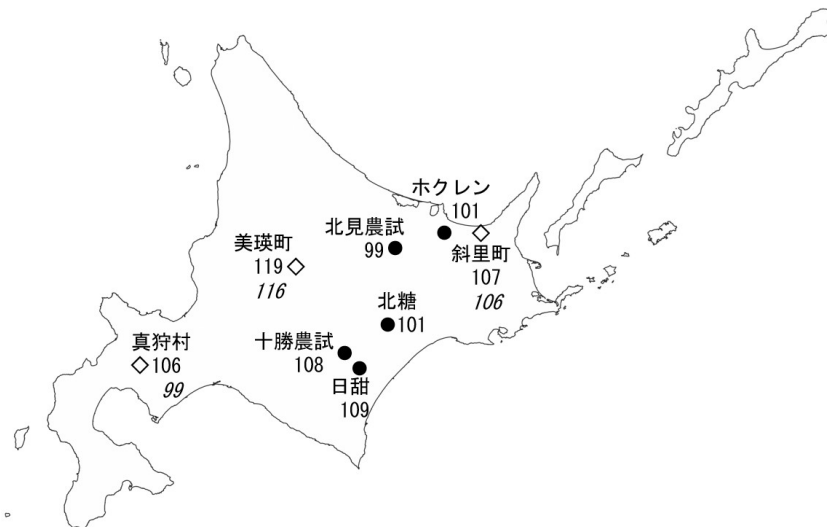 ホクレン
101
北見農試
99
斜里町
107
106
美瑛町
119
116
北糖
101
十勝農試
108
日甜
109
真狩村
106
99